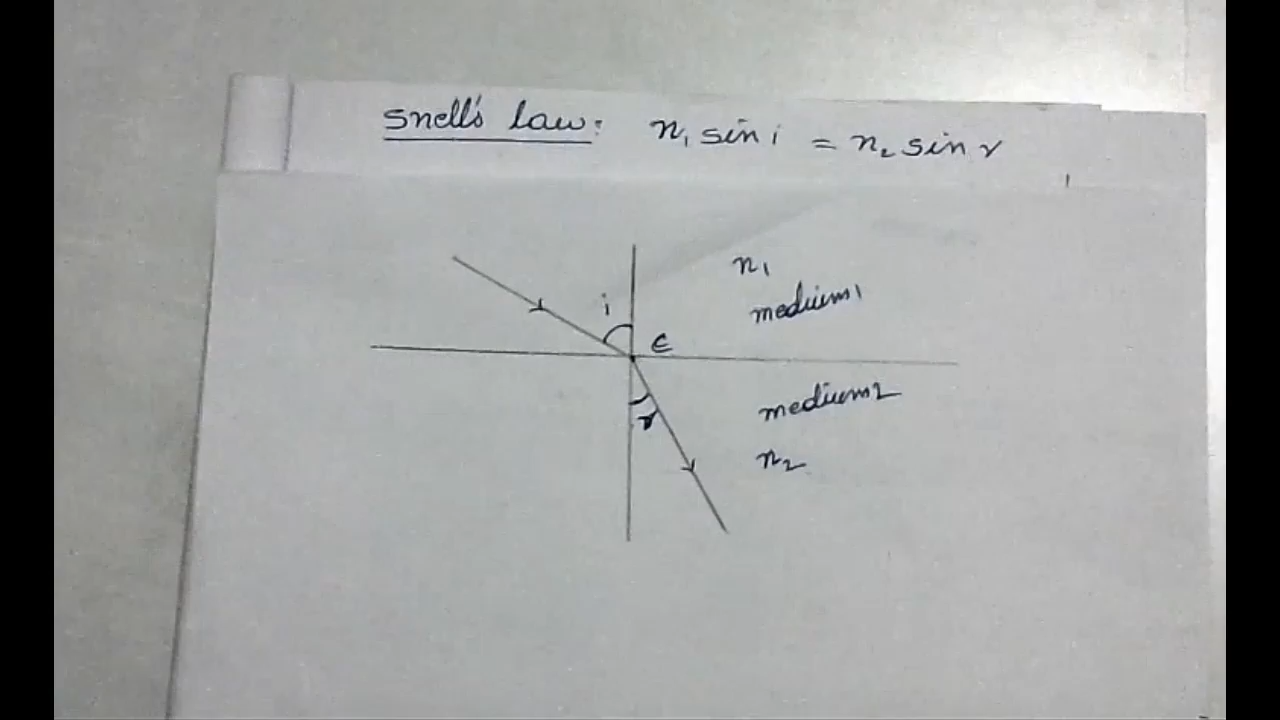 Snell's law: n₁ sin i = n₂ sin r
n₁
medium1
i
ϵ
medium2
r
n₂